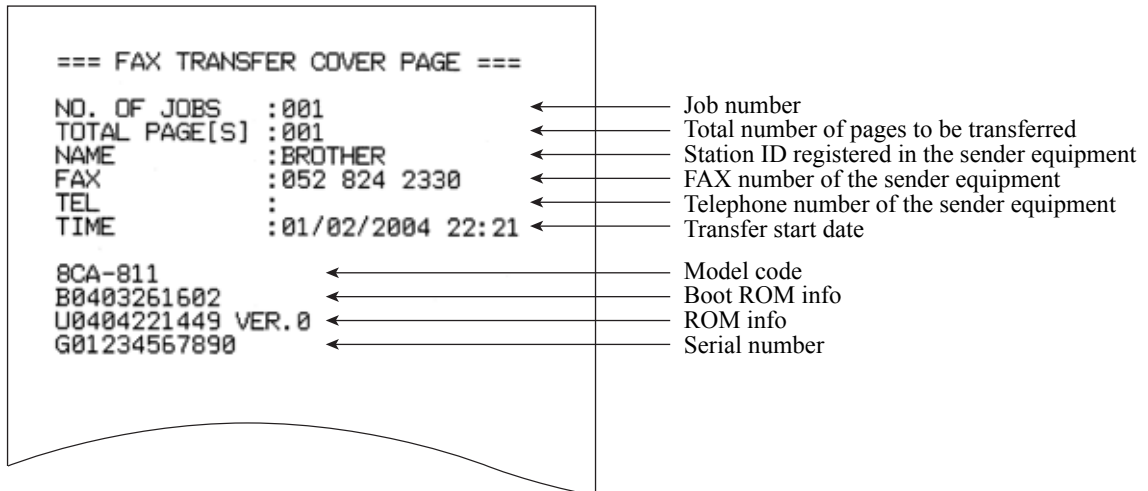 === FAX TRANSFER COVER PAGE ===
NO. OF JOBS :001 Job number
TOTAL PAGE[S] :001 Total number of pages to be transferred
NAME :BROTHER Station ID registered in the sender equipment
FAX :052 824 2330 FAX number of the sender equipment
TEL : Telephone number of the sender equipment
TIME :01/02/2004 22:21 Transfer start date
8CA-811 Model code
B0403261602 Boot ROM info
U0404221449 VER.0 ROM info
G01234567890 Serial number